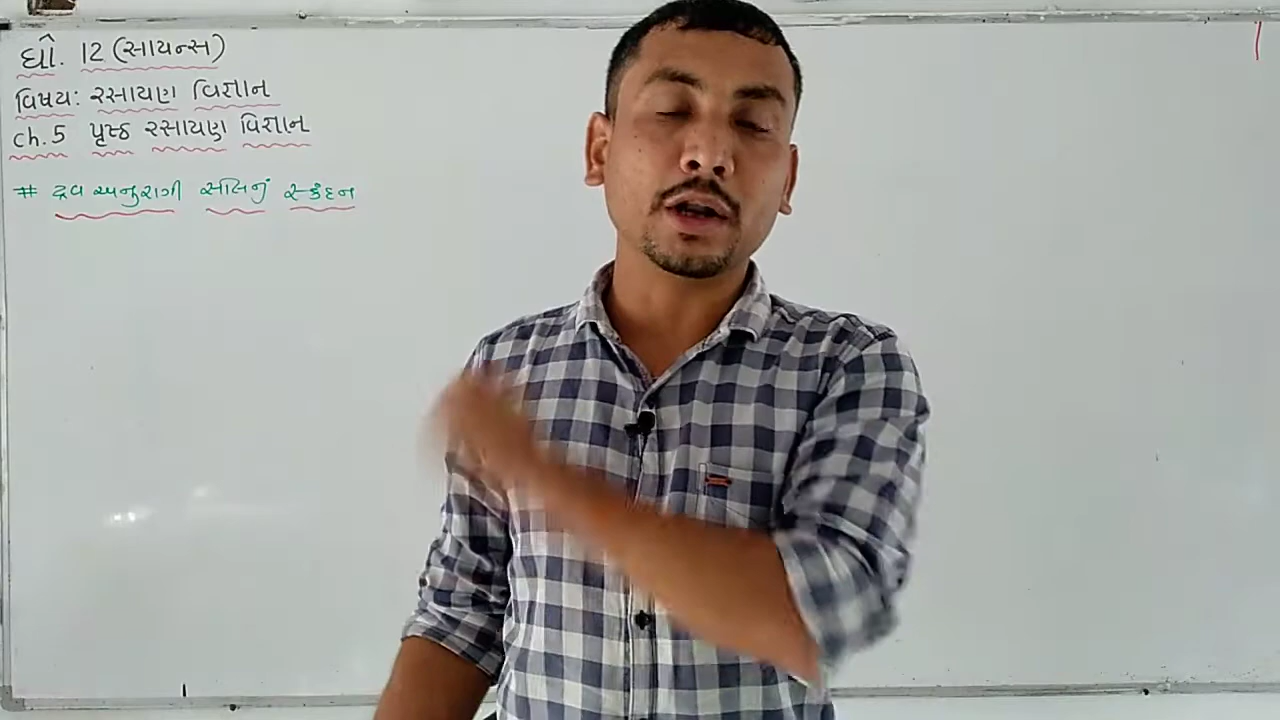 ધો. 12 (સાયન્સ)
વિષય: રસાયણ વિજ્ઞાન
ch.5 પૃષ્ઠ રસાયણ વિજ્ઞાન
# દ્રવ અનુરાગી સોલનું સ્કંદન